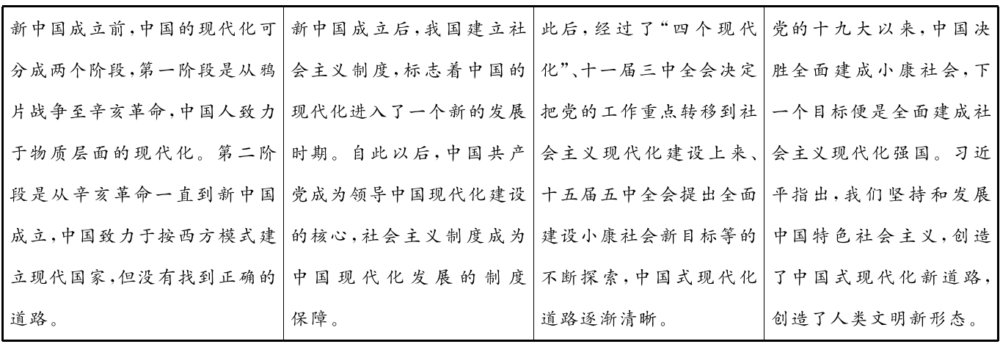 新中国成立前,中国的现代化可
分成两个阶段,第一阶段是从鸦
片战争至辛亥革命,中国人致力
于物质层面的现代化。第二阶
段是从辛亥革命一直到新中国
成立,中国致力于按西方模式建
立现代国家,但没有找到正确的
道路。
新中国成立后,我国建立社
会主义制度,标志着中国的
现代化进入了一个新的发展
时期。自此以后,中国共产
党成为领导中国现代化建设
的核心,社会主义制度成为
中国现代化发展的制度
保障。
此后,经过了“四个现代
化”、十一届三中全会决定
把党的工作重点转移到社
会主义现代化建设上来、
十五届五中全会提出全面
建设小康社会新目标等的
不断探索,中国式现代化
道路逐渐清晰。
党的十九大以来,中国决
胜全面建成小康社会,下
一个目标便是全面建成社
会主义现代化强国。习近
平指出,我们坚持和发展
中国特色社会主义,创造
了中国式现代化新道路,
创造了人类文明新形态。